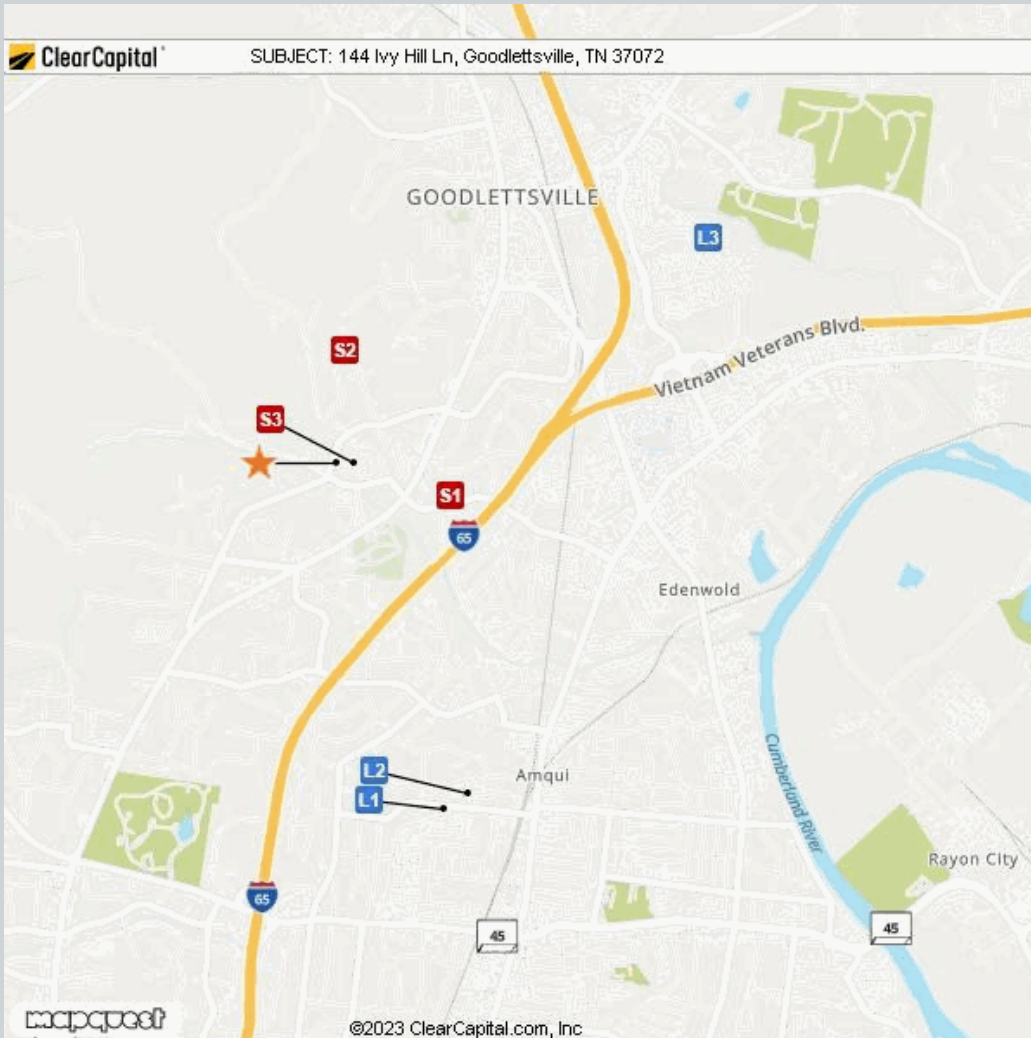 ClearCapital
SUBJECT: 144 Ivy Hill Ln, Goodlettsville, TN 37072
GOODLETTSVILLE
L3
Vietnam Veterans Blvd.
S2
S3
S1
65
Edenwold
L2
Amqui
L1
Cumberland River
Rayon City
65
45
45
mapquest
©2023 ClearCapital.com, Inc